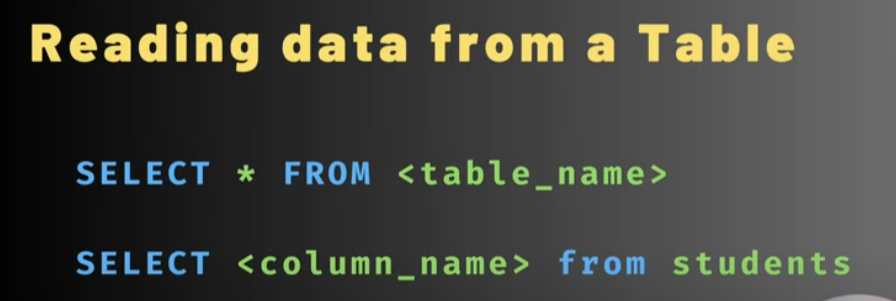 Reading data from a Table
SELECT * FROM <table_name>
SELECT <column_name> from students